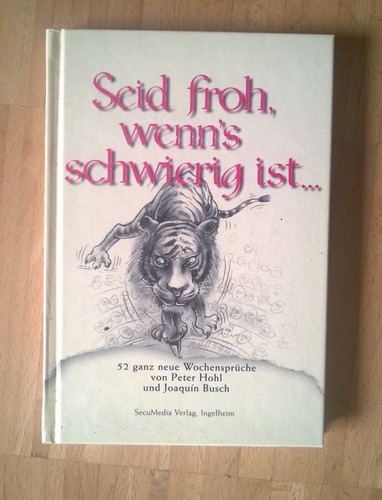 Seid froh,
wenn's
schwierig ist...
52 ganz neue Wochensprüche
von Peter Hohl
und Joaquín Busch
SecuMedia Verlag, Ingelheim